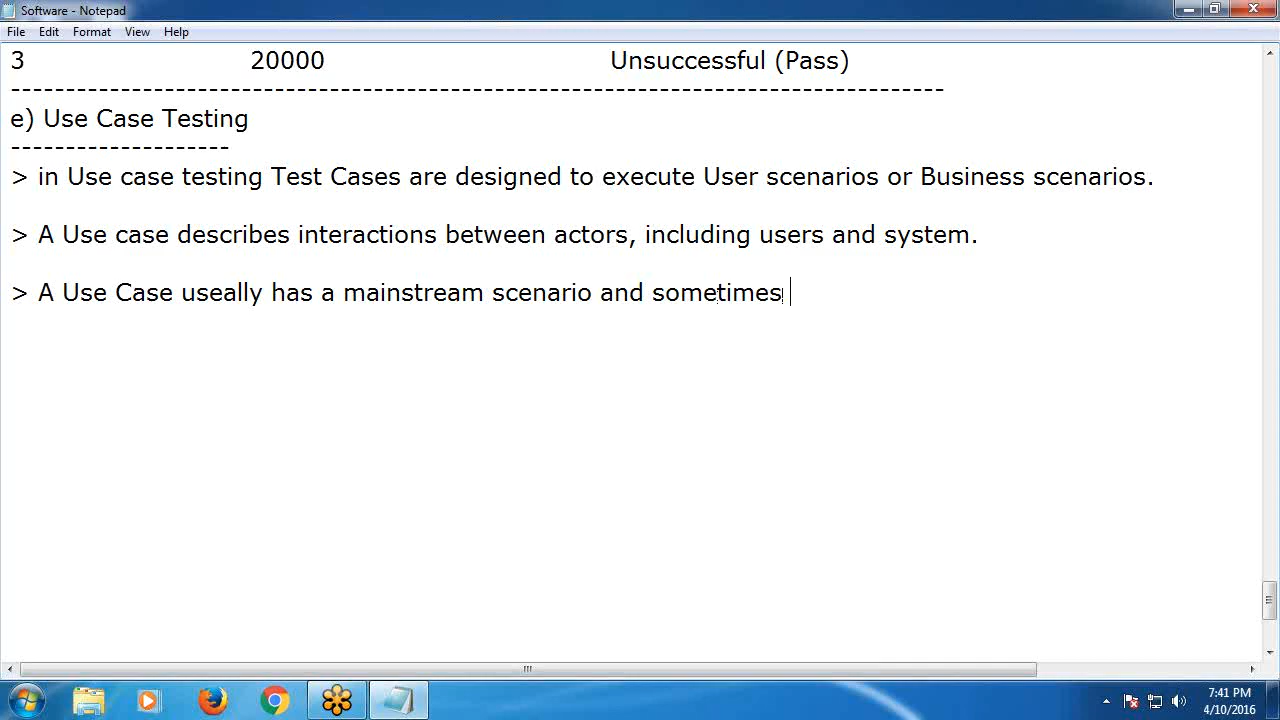 Software - Notepad
File Edit Format View Help
3 20000 Unsuccessful (Pass)
-------------------------------------------------------------------------------------
e) Use Case Testing
--------------------
> in Use case testing Test Cases are designed to execute User scenarios or Business scenarios.
> A Use case describes interactions between actors, including users and system.
> A Use Case useally has a mainstream scenario and sometimes
7:41 PM
4/10/2016